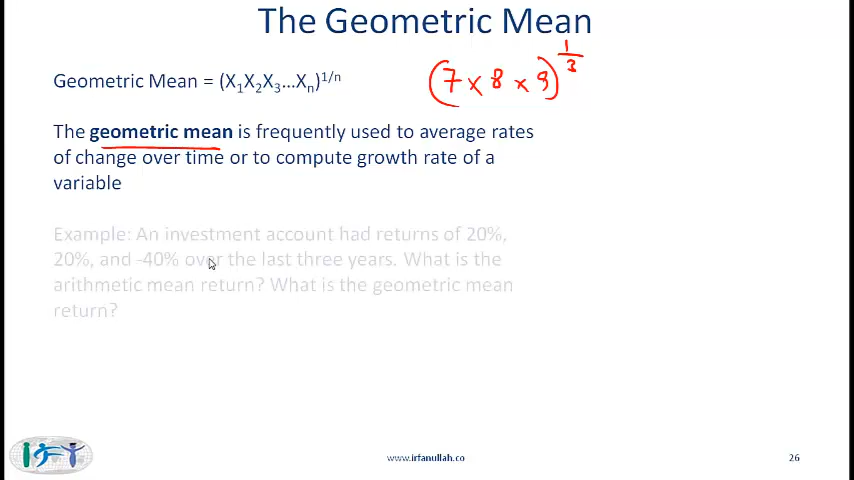 The Geometric Mean
Geometric Mean = (X₁X₂X₃...Xₙ)¹/ⁿ
(7 x 8 x 9)^1/3
The geometric mean is frequently used to average rates
of change over time or to compute growth rate of a
variable
Example: An investment account had returns of 20%,
20%, and -40% over the last three years. What is the
arithmetic mean return? What is the geometric mean
return?
IFT
www.irfanullah.co
26